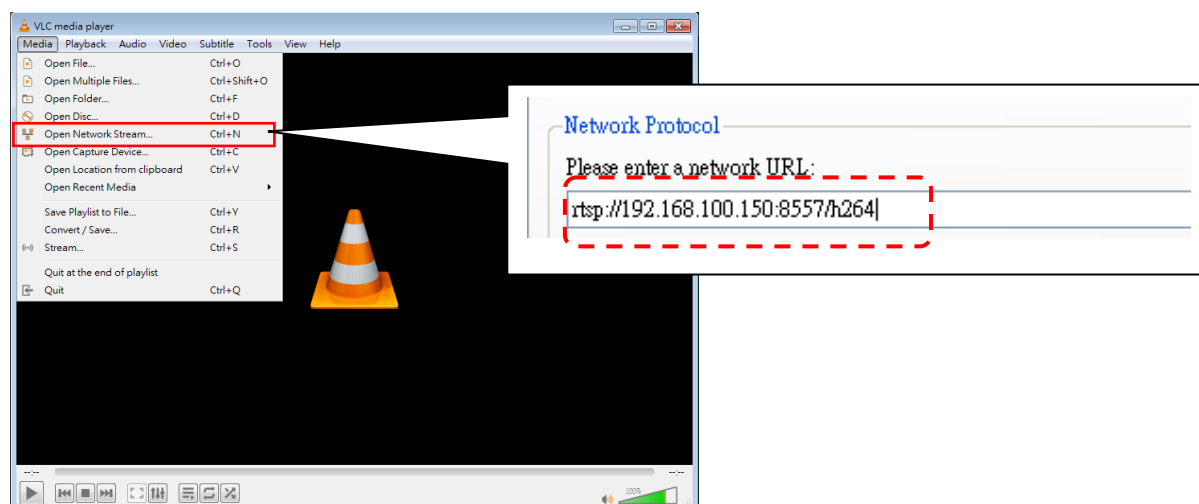 VLC media player
Media Playback Audio Video Subtitle Tools View Help
Open File... Ctrl+O
Open Multiple Files... Ctrl+Shift+O
Open Folder... Ctrl+F
Open Disc... Ctrl+D
Open Network Stream... Ctrl+N
Open Capture Device... Ctrl+C
Open Location from clipboard Ctrl+V
Open Recent Media
Save Playlist to File... Ctrl+Y
Convert / Save... Ctrl+R
Stream... Ctrl+S
Quit at the end of playlist
Quit Ctrl+Q
Network Protocol
Please enter a network URL:
rtsp://192.168.100.150:8557/h264
--:-- --:--
100%